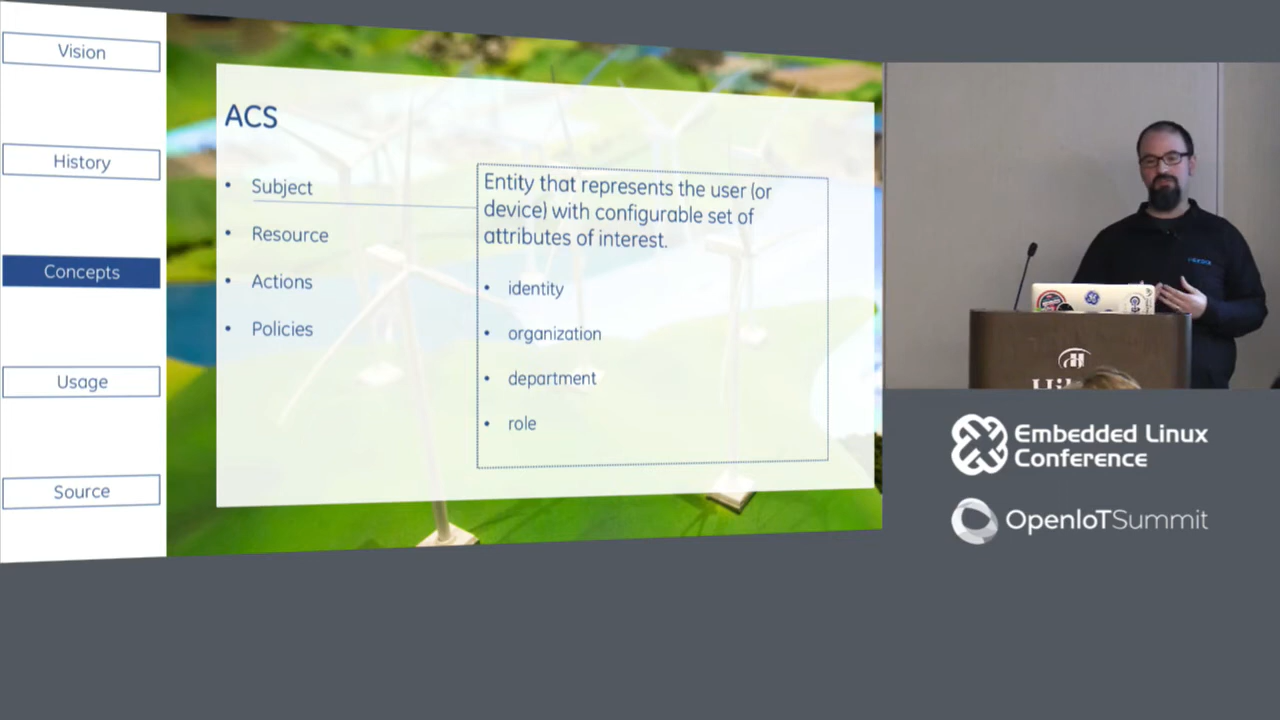 Vision
History
Concepts
Usage
Source
ACS
• Subject
• Resource
• Actions
• Policies
Entity that represents the user (or
device) with configurable set of
attributes of interest.
• identity
• organization
• department
• role
Embedded Linux
Conference
OpenIoTSummit